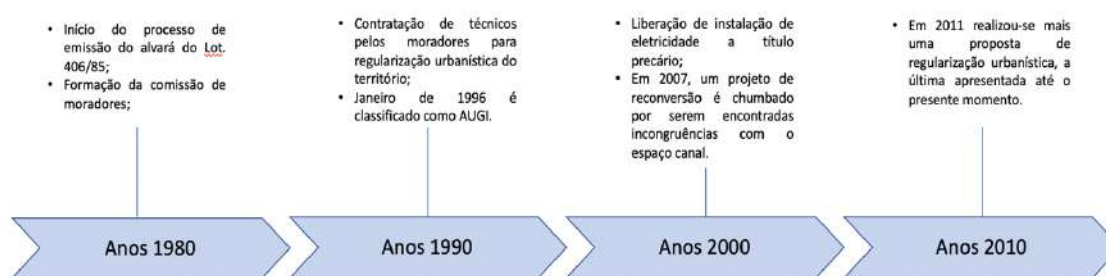 • Início do processo de
emissão do alvará do Lot.
406/85;
• Formação da comissão de
moradores;
• Contratação de técnicos
pelos moradores para
regularização urbanística do
território;
• Janeiro de 1996 é
classificado como AUGI.
• Liberação de instalação de
eletricidade a título
precário;
• Em 2007, um projeto de
reconversão é chumbado
por serem encontradas
incongruências com o
espaço canal.
• Em 2011 realizou-se mais
uma proposta de
regularização urbanística, a
última apresentada até o
presente momento.
Anos 1980
Anos 1990
Anos 2000
Anos 2010